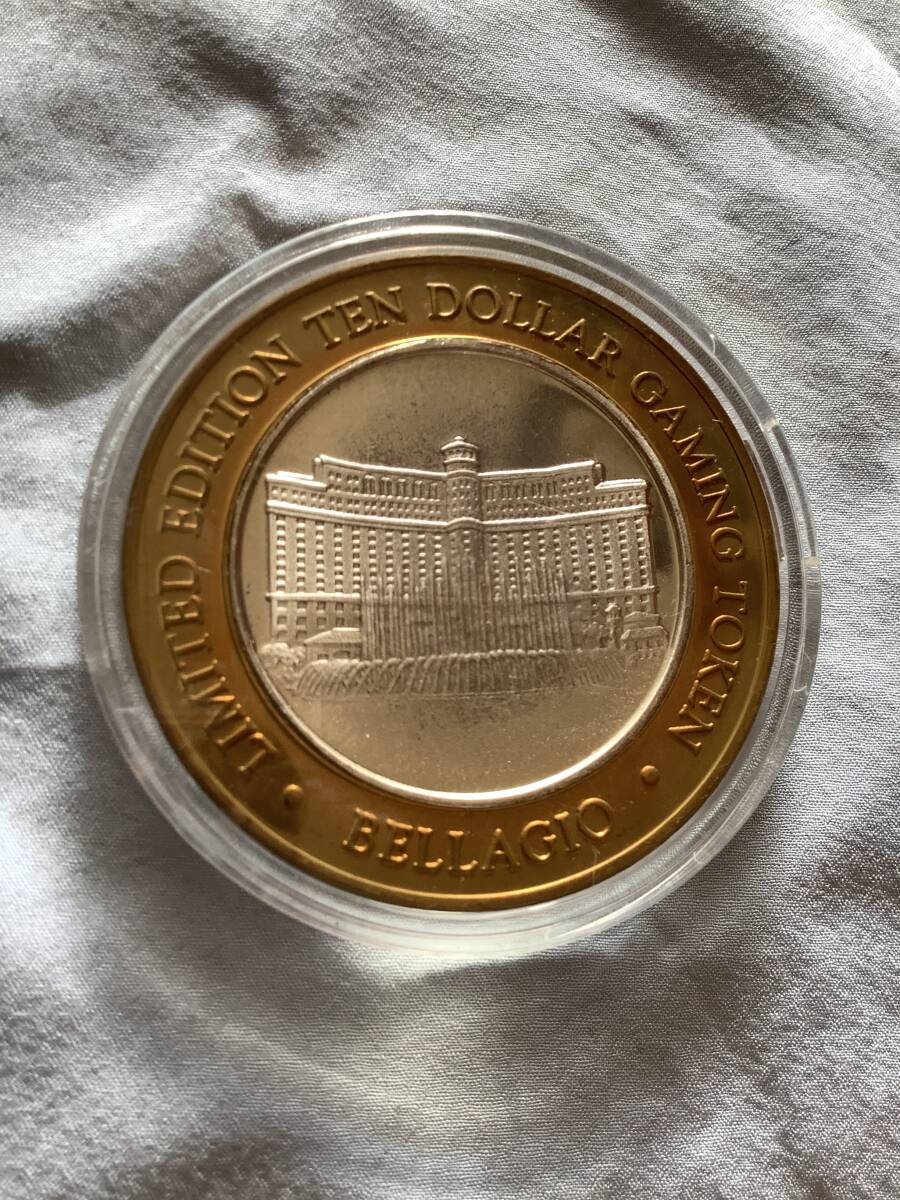 LIMITED EDITION TEN DOLLAR GAMING TOKEN
• BELLAGIO •